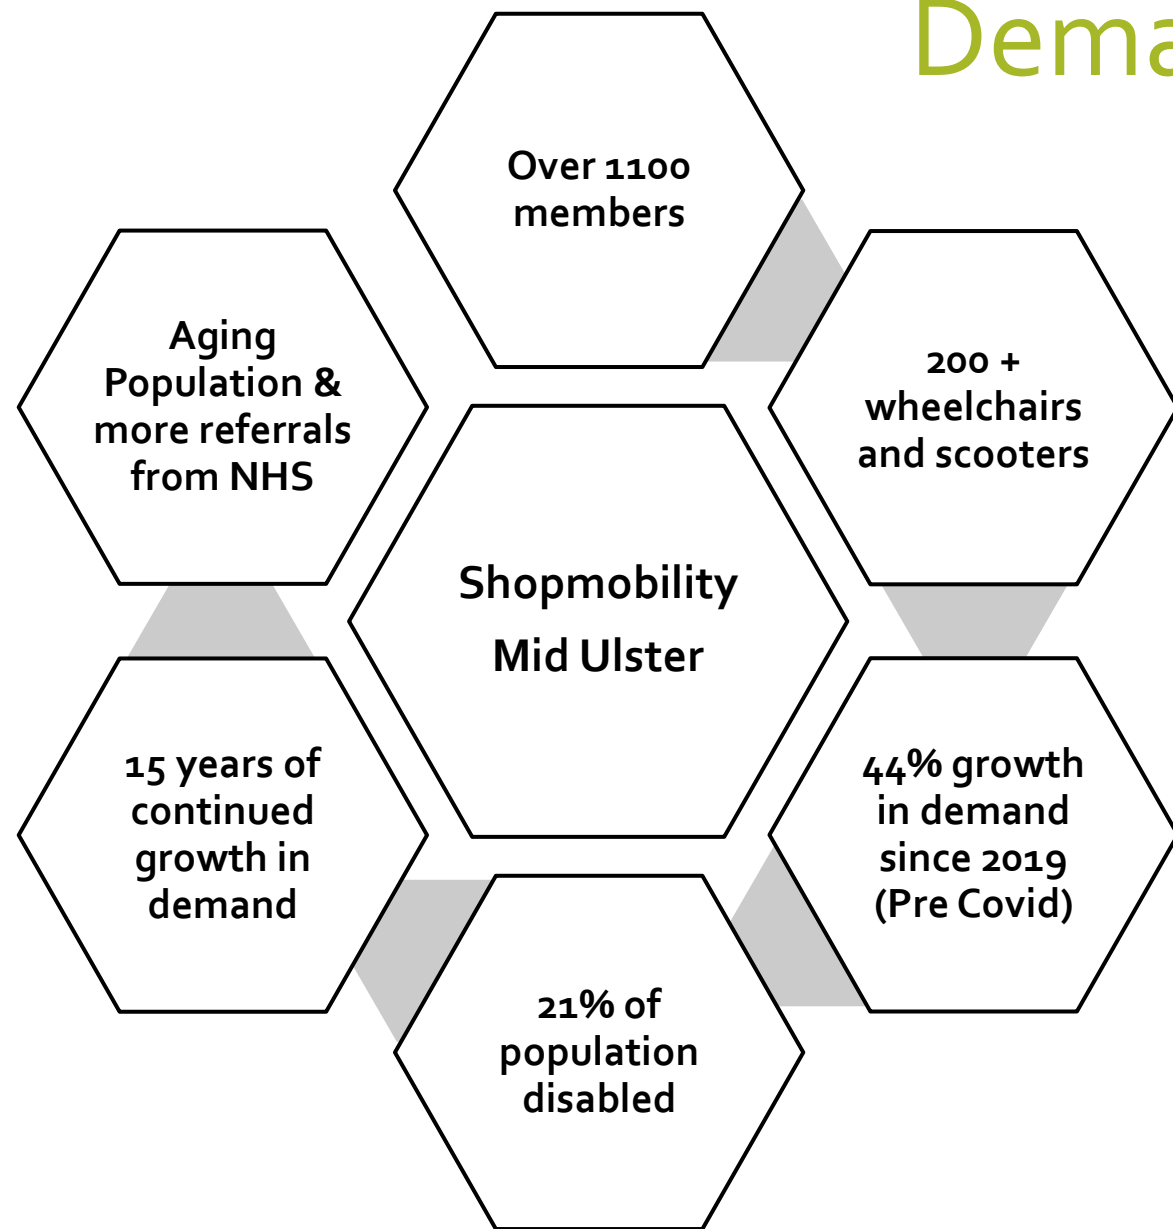 Dema
Over 1100
members
200 +
wheelchairs
and scooters
44% growth
in demand
since 2019
(Pre Covid)
21% of
population
disabled
15 years of
continued
growth in
demand
Aging
Population &
more referrals
from NHS
Shopmobility
Mid Ulster